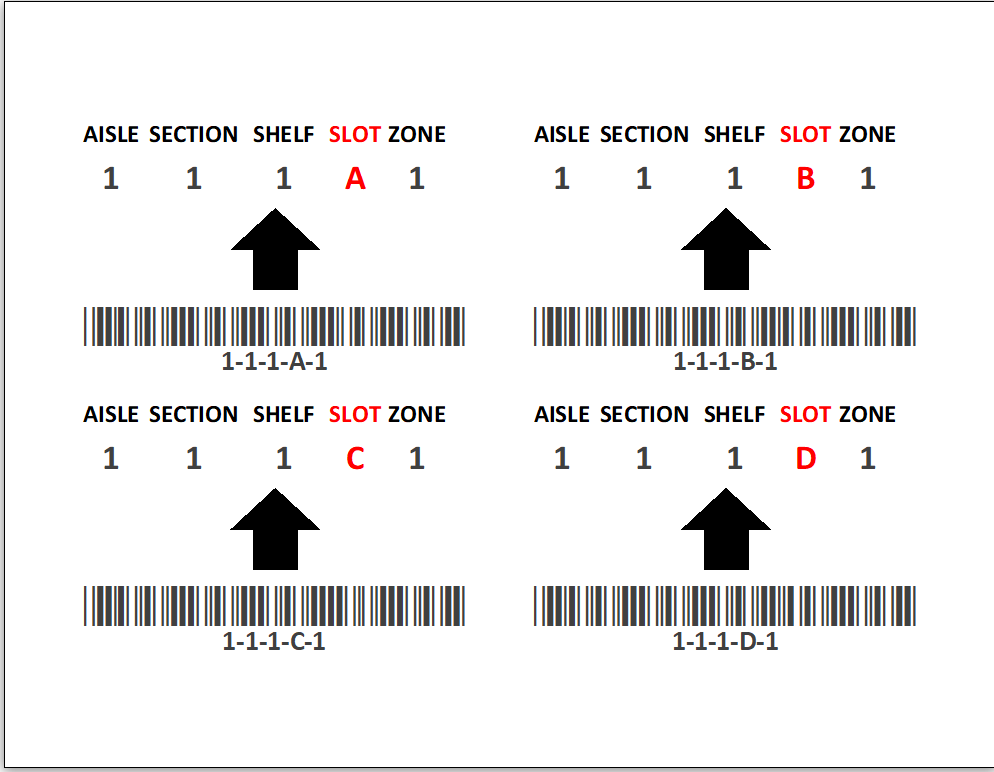 AISLE SECTION SHELF SLOT ZONE
1 1 1 A 1
1-1-1-A-1
AISLE SECTION SHELF SLOT ZONE
1 1 1 B 1
1-1-1-B-1
AISLE SECTION SHELF SLOT ZONE
1 1 1 C 1
1-1-1-C-1
AISLE SECTION SHELF SLOT ZONE
1 1 1 D 1
1-1-1-D-1